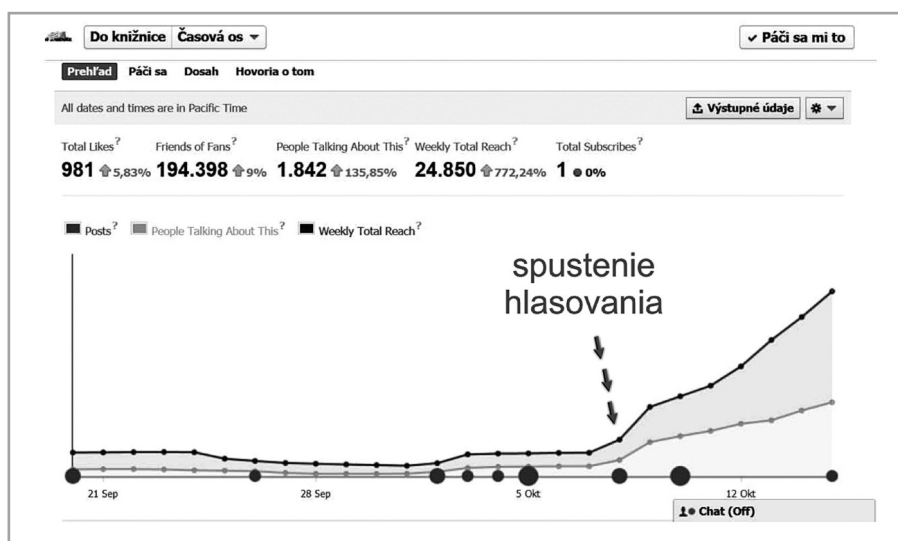 Do knižnice Časová os
✓ Páči sa mi to
Prehľad Páči sa Dosah Hovoria o tom
All dates and times are in Pacific Time
Výstupné údaje
Total Likes? Friends of Fans? People Talking About This? Weekly Total Reach? Total Subscribes?
981 5,83% 194.398 9% 1.842 135,85% 24.850 772,24% 1 0%
Posts? People Talking About This? Weekly Total Reach?
spustenie
hlasovania
21 Sep 28 Sep 5 Okt 12 Okt
Chat (Off)